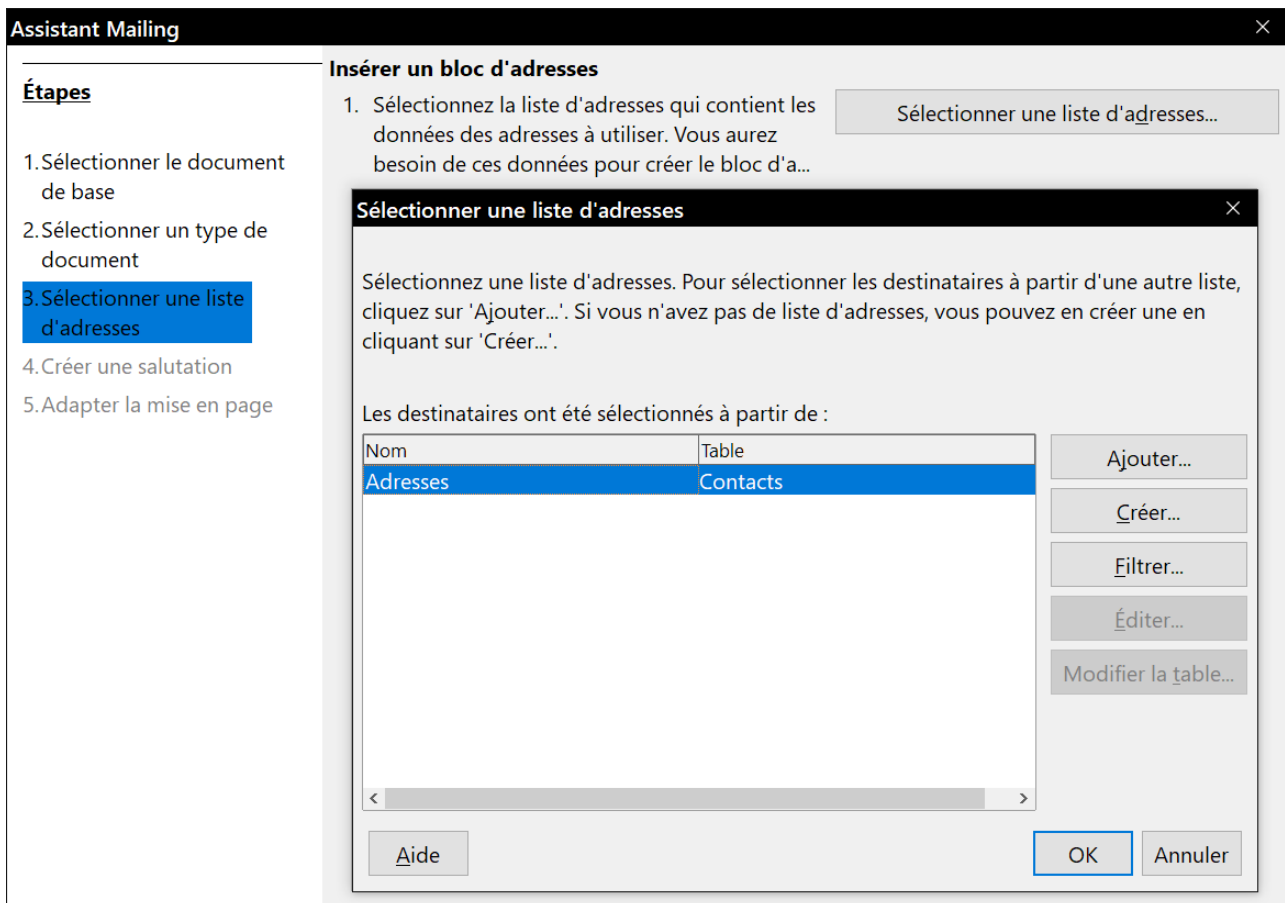 Assistant Mailing
Étapes
1. Sélectionner le document
de base
2. Sélectionner un type de
document
3. Sélectionner une liste
d'adresses
4. Créer une salutation
5. Adapter la mise en page
Insérer un bloc d'adresses
1. Sélectionnez la liste d'adresses qui contient les
données des adresses à utiliser. Vous aurez
besoin de ces données pour créer le bloc d'a...
Sélectionner une liste d'adresses...
Sélectionner une liste d'adresses
Sélectionnez une liste d'adresses. Pour sélectionner les destinataires à partir d'une autre liste,
cliquez sur 'Ajouter...'. Si vous n'avez pas de liste d'adresses, vous pouvez en créer une en
cliquant sur 'Créer...'.
Les destinataires ont été sélectionnés à partir de :
Nom Table
Adresses Contacts
Ajouter...
Créer...
Filtrer...
Éditer...
Modifier la table...
Aide
OK
Annuler